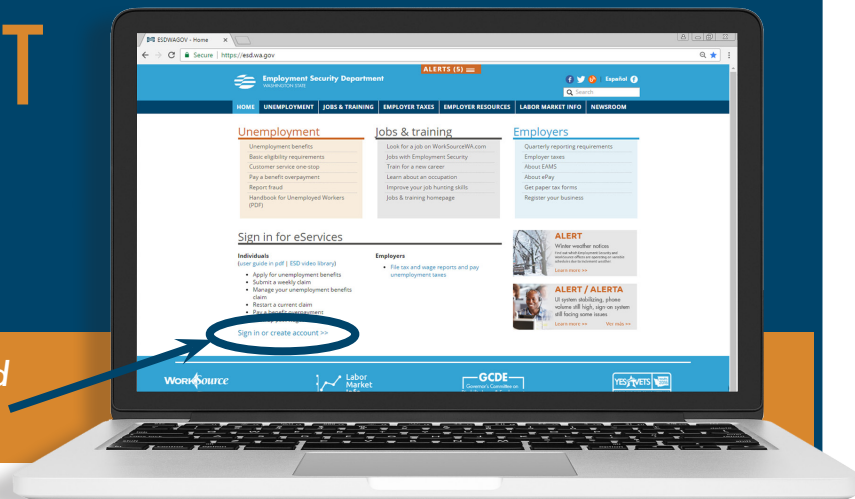 T
ESDWAGOV - Home
Secure | https://esd.wa.gov
ALERTS (5)
Employment Security Department
WASHINGTON STATE
Español
Search
HOME UNEMPLOYMENT JOBS & TRAINING EMPLOYER TAXES EMPLOYER RESOURCES LABOR MARKET INFO NEWSROOM
Unemployment
Unemployment benefits
Basic eligibility requirements
Customer service one-stop
Pay a benefit overpayment
Report fraud
Handbook for Unemployed Workers
(PDF)
Jobs & training
Look for a job on WorkSourceWA.com
Jobs with Employment Security
Train for a new career
Learn about an occupation
Improve your job hunting skills
Jobs & training homepage
Employers
Quarterly reporting requirements
Employer taxes
About EAMS
About ePay
Get paper tax forms
Register your business
Sign in for eServices
Individuals
(user guide in pdf | ESD video
library)
Apply for unemployment benefits
Submit a weekly claim
Manage your unemployment benefits
claim
Restart a current claim
Pay a benefit overpayment
Sign in or create account >>
Employers
File tax and wage reports and pay
unemployment taxes
ALERT
Winter weather notices
Learn more >>
ALERT / ALERTA
UI system stabilizing, phone
volume still high, sign-on system
still facing some issues
Learn more >> Ver más >>
d
WorkSource
Labor
Market
Info
GCDE
Governor's Committee on
YES VETS